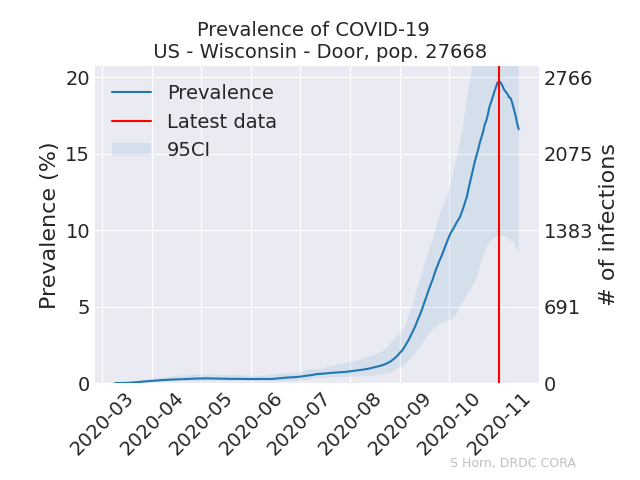 Prevalence of COVID-19
US - Wisconsin - Door, pop. 27668
Prevalence
Latest data
95CI
Prevalence (%)
20
15
10
5
0
2766
2075
1383
691
0
# of infections
2020-03
2020-04
2020-05
2020-06
2020-07
2020-08
2020-09
2020-10
2020-11
S Horn, DRDC CORA